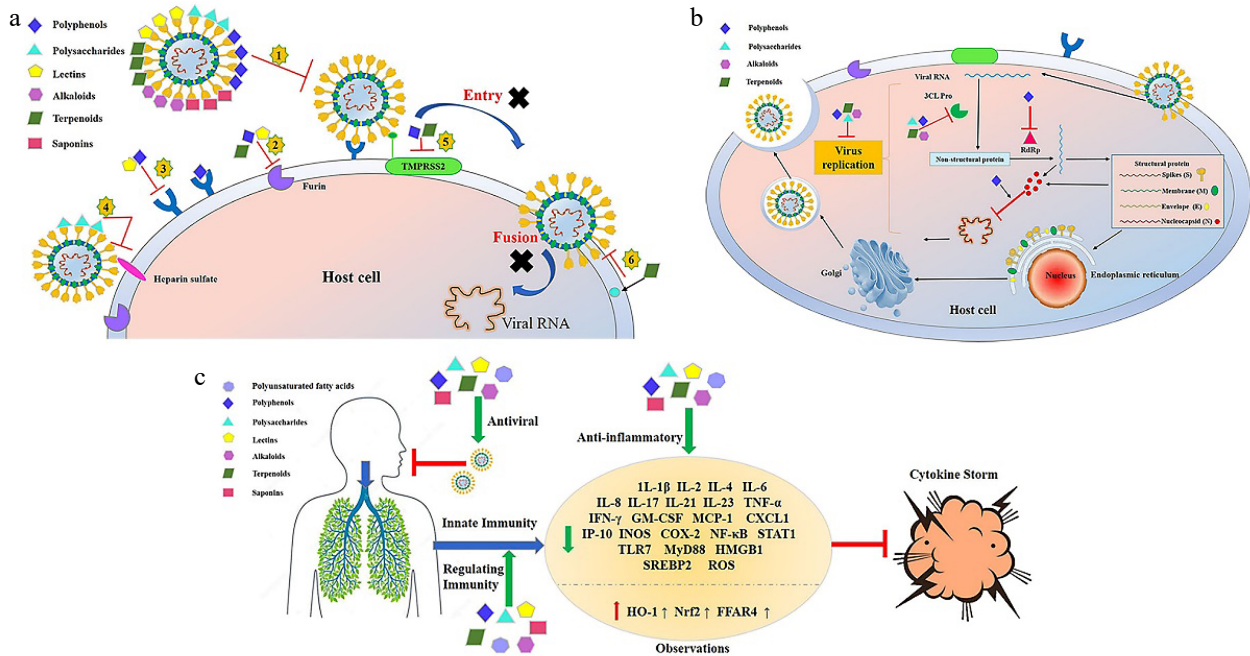 a
Polyphenols
Polysaccharides
Lectins
Alkaloids
Terpenoids
Saponins
1
2
3
4
5
6
Entry
TMPRSS2
Furin
Heparin sulfate
Host cell
Fusion
Viral RNA
b
Polyphenols
Polysaccharides
Alkaloids
Terpenoids
Viral RNA
3CL Pro
RdRp
Virus
replication
Non-structural protein
Structural protein
Spikes (S)
Membrane (M)
Envelope (E)
Nucleocapsid (N)
Golgi
Nucleus
Endoplasmic reticulum
Host cell
c
Polyunsaturated fatty acids
Polyphenols
Polysaccharides
Lectins
Alkaloids
Terpenoids
Saponins
Antiviral
Anti-inflammatory
Innate Immunity
Regulating
Immunity
1L-1β IL-2 IL-4 IL-6
IL-8 IL-17 IL-21 IL-23 TNF-α
IFN-γ GM-CSF MCP-1 CXCL1
IP-10 INOS COX-2 NF-κB STAT1
TLR7 MyD88 HMGB1
SREBP2 ROS
HO-1 ↑ Nrf2 ↑ FFAR4 ↑
Observations
Cytokine Storm